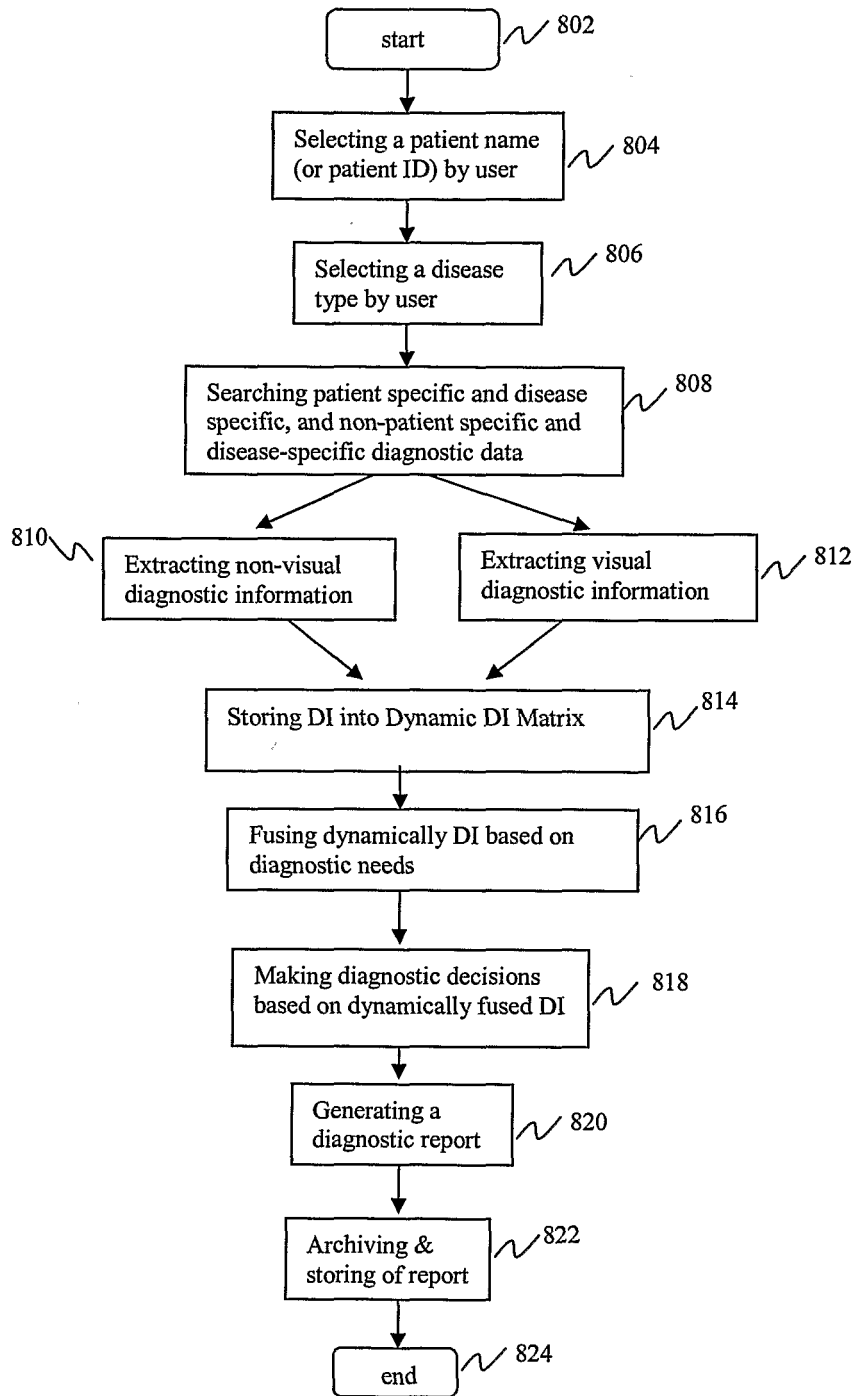 start
802
Selecting a patient name
(or patient ID) by user
804
Selecting a disease
type by user
806
Searching patient specific and disease
specific, and non-patient specific and
disease-specific diagnostic data
808
810
Extracting non-visual
diagnostic information
Extracting visual
diagnostic information
812
Storing DI into Dynamic DI Matrix
814
Fusing dynamically DI based on
diagnostic needs
816
Making diagnostic decisions
based on dynamically fused DI
818
Generating a
diagnostic report
820
Archiving &
storing of report
822
end
824